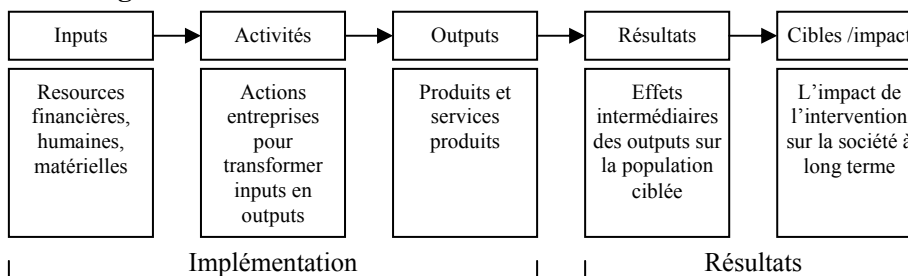 Inputs
Activités
Outputs
Résultats
Cibles /impact
Resources
financières,
humaines,
matérielles
Actions
entreprises
pour
transformer
inputs en
outputs
Produits et
services
produits
Effets
intermédiaires
des outputs sur
la population
ciblée
L’impact de
l’intervention
sur la société à
long terme
Implémentation
Résultats